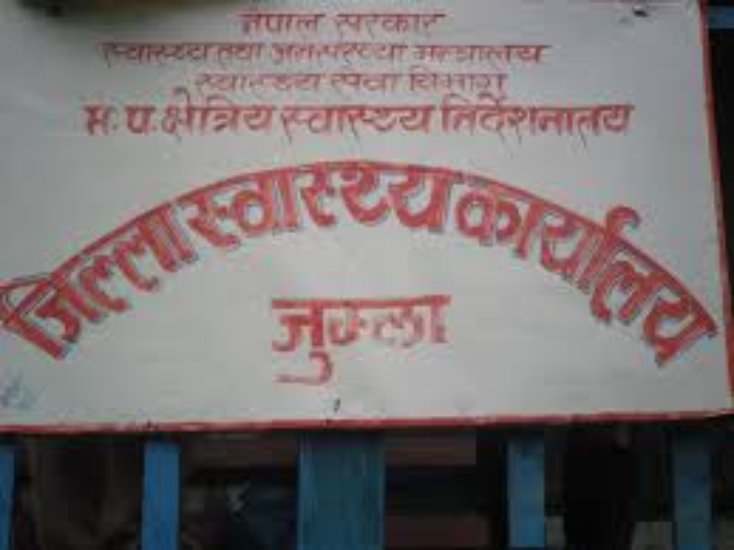 नेपाल सरकार
स्वास्थ्य तथा जनसंख्या मन्त्रालय
स्वास्थ्य सेवा विभाग
म. प. क्षेत्रिय स्वास्थ्य निर्देशनालय
जिल्ला स्वास्थ्य कार्यालय
जुम्ला